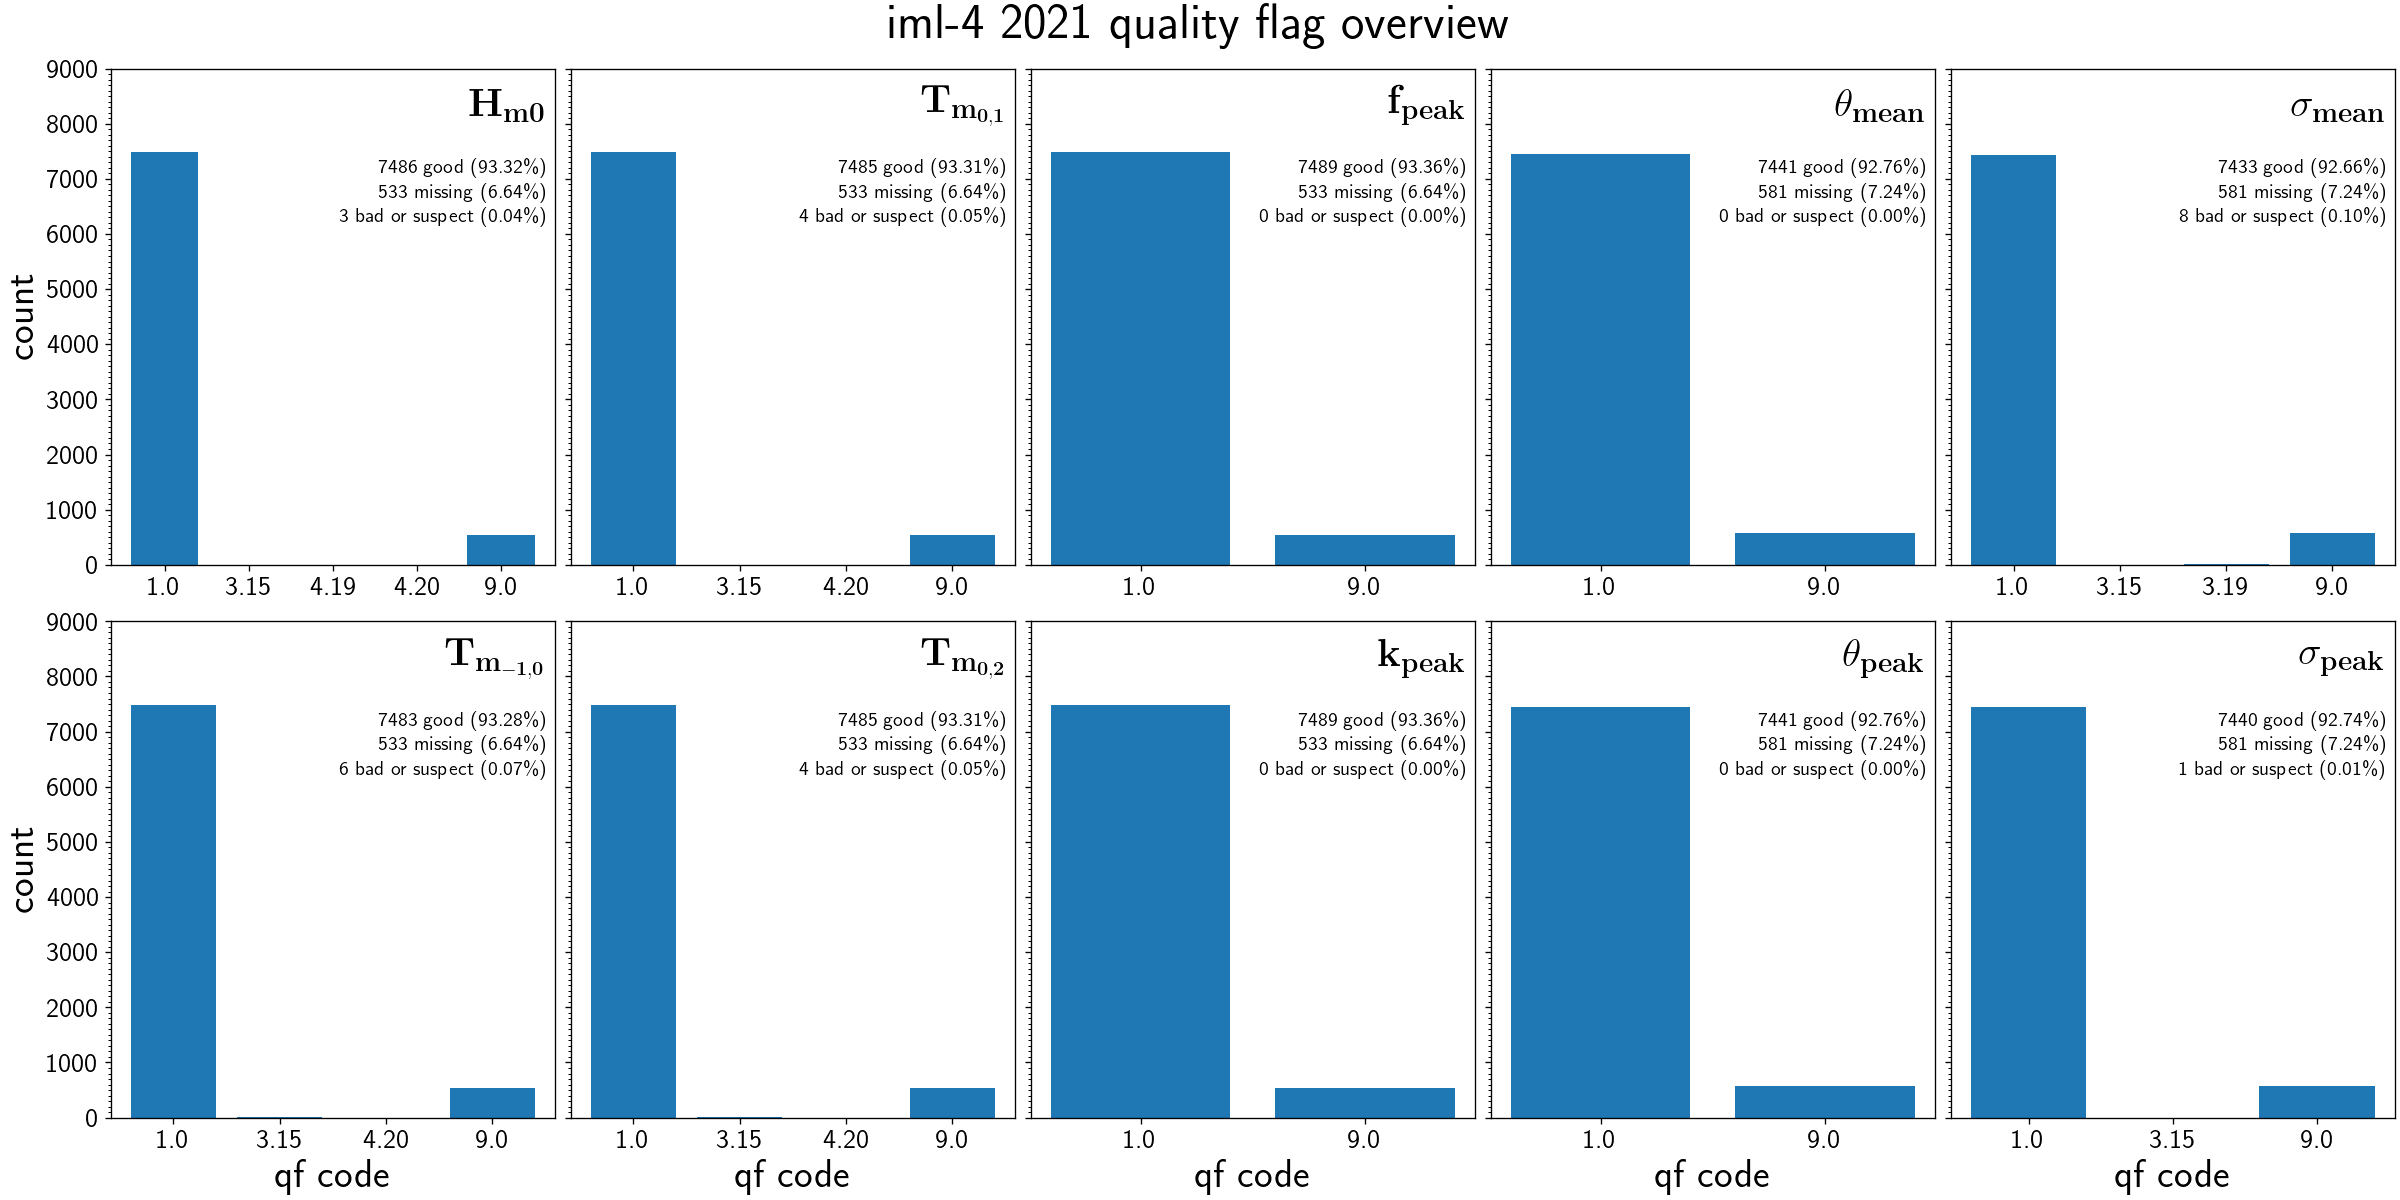 iml-4 2021 quality flag overview
count
9000
8000
7000
6000
5000
4000
3000
2000
1000
0
H_m0
7486 good (93.32%)
533 missing (6.64%)
3 bad or suspect (0.04%)
1.0 3.15 4.19 4.20 9.0
T_m0,1
7485 good (93.31%)
533 missing (6.64%)
4 bad or suspect (0.05%)
1.0 3.15 4.20 9.0
f_peak
7489 good (93.36%)
533 missing (6.64%)
0 bad or suspect (0.00%)
1.0 9.0
θ_mean
7441 good (92.76%)
581 missing (7.24%)
0 bad or suspect (0.00%)
1.0 9.0
σ_mean
7433 good (92.66%)
581 missing (7.24%)
8 bad or suspect (0.10%)
1.0 3.15 3.19 9.0
count
9000
8000
7000
6000
5000
4000
3000
2000
1000
0
T_m−1,0
7483 good (93.28%)
533 missing (6.64%)
6 bad or suspect (0.07%)
1.0 3.15 4.20 9.0
qf code
T_m0,2
7485 good (93.31%)
533 missing (6.64%)
4 bad or suspect (0.05%)
1.0 3.15 4.20 9.0
qf code
k_peak
7489 good (93.36%)
533 missing (6.64%)
0 bad or suspect (0.00%)
1.0 9.0
qf code
θ_peak
7441 good (92.76%)
581 missing (7.24%)
0 bad or suspect (0.00%)
1.0 9.0
qf code
σ_peak
7440 good (92.74%)
581 missing (7.24%)
1 bad or suspect (0.01%)
1.0 3.15 9.0
qf code